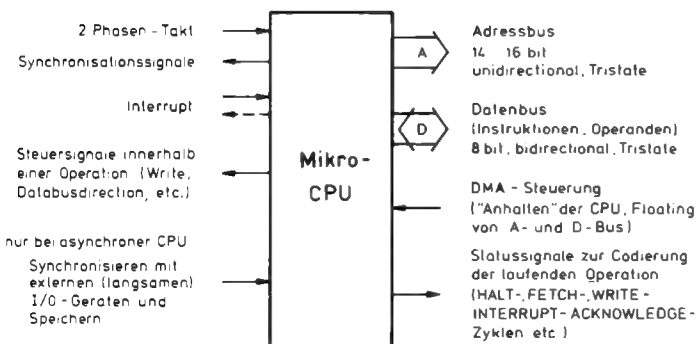 2 Phasen - Takt
Synchronisationssignale
Interrupt
Steuersignale innerhalb
einer Operation (Write,
Databusdirection, etc.)
nur bei asynchroner CPU
Synchronisieren mit
externen (langsamen)
I/O - Geräten und
Speichern
Mikro-
CPU
A
D
Adressbus
14 16 bit
unidirectional, Tristate
Datenbus
(Instruktionen, Operanden)
8 bit, bidirectional, Tristate
DMA - Steuerung
("Anhalten" der CPU, Floating
von A- und D-Bus)
Statussignale zur Codierung
der laufenden Operation
(HALT-, FETCH-, WRITE -
INTERRUPT- ACKNOWLEDGE -
Zyklen etc.)